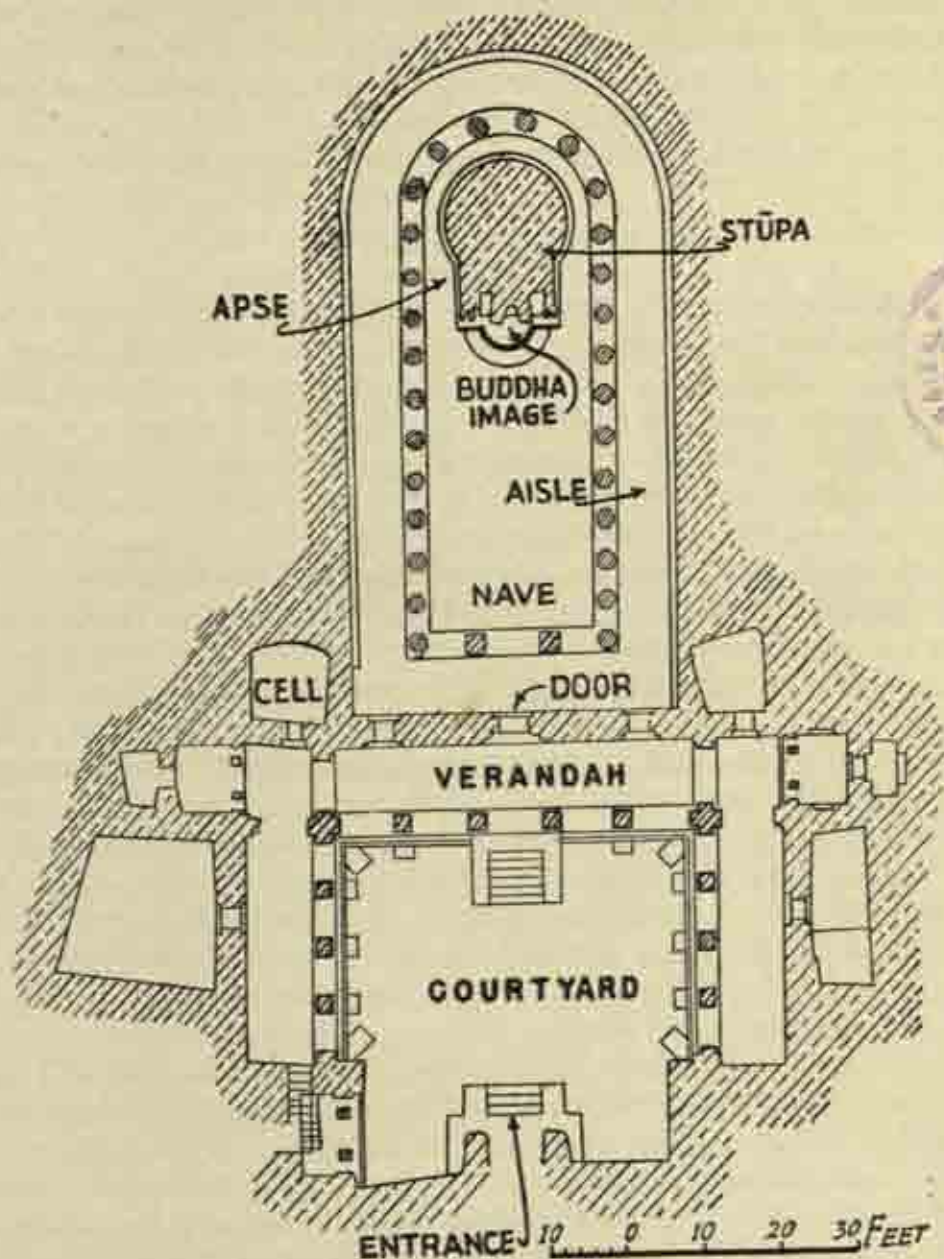 STŪPA
APSE
BUDDHA
IMAGE
AISLE
NAVE
CELL
DOOR
VERANDAH
COURTYARD
ENTRANCE
10 0 10 20 30 FEET